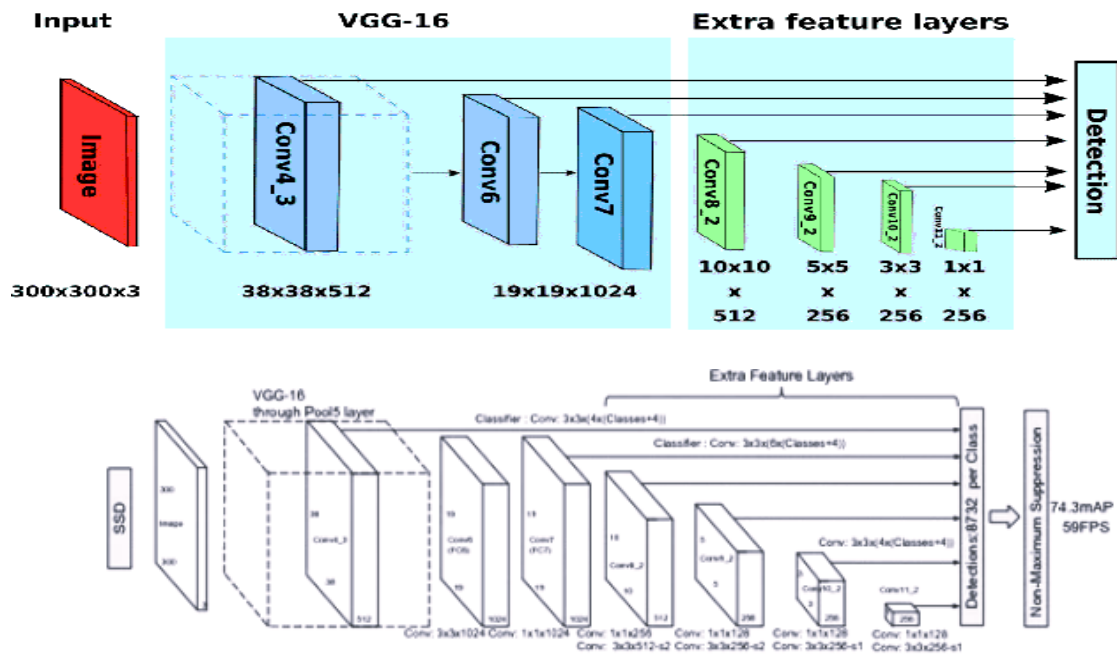 Input VGG-16 Extra feature layers
Image
Conv4_3
Conv6
Conv7
Conv8_2
Conv9_2
Conv10_2
Conv11_2
Detection
300x300x3
38x38x512
19x19x1024
10x10
x
512
5x5
x
256
3x3
x
256
1x1
x
256
Extra Feature Layers
VGG-16
through Pool5 layer
Classifier : Conv: 3x3x(4x(Classes+4))
Classifier : Conv: 3x3x(6x(Classes+4))
Conv: 3x3x(4x(Classes+4))
SSD
300
Image
300
3
38
Conv4_3
38
512
19
Conv6
(FC6)
19
1024
19
Conv7
(FC7)
19
1024
10
Conv8_2
10
512
5
Conv9_2
5
256
3
Conv10_2
3
256
Conv11_2
256
Detections:8732 per Class
Non-Maximum Suppression
74.3mAP
59FPS
Conv: 3x3x1024
Conv: 1x1x1024
Conv: 1x1x256
Conv: 3x3x512-s2
Conv: 1x1x128
Conv: 3x3x256-s2
Conv: 1x1x128
Conv: 3x3x256-s1
Conv: 1x1x128
Conv: 3x3x256-s1